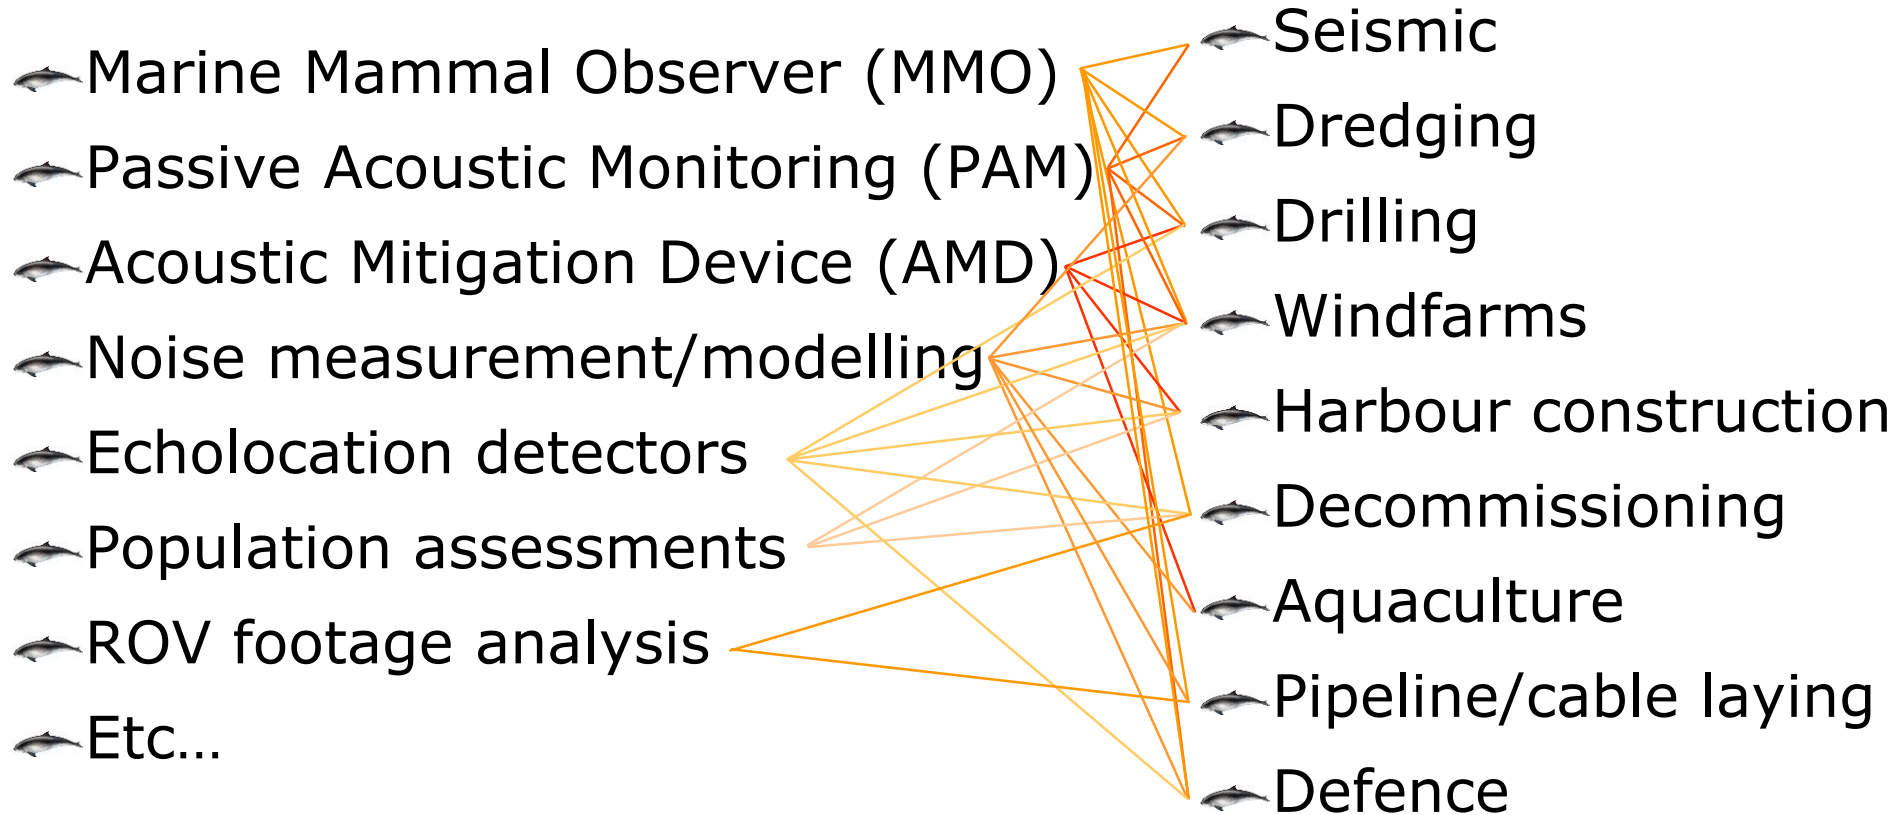 Marine Mammal Observer (MMO)
Passive Acoustic Monitoring (PAM)
Acoustic Mitigation Device (AMD)
Noise measurement/modelling
Echolocation detectors
Population assessments
ROV footage analysis
Etc...
Seismic
Dredging
Drilling
Windfarms
Harbour construction
Decommissioning
Aquaculture
Pipeline/cable laying
Defence